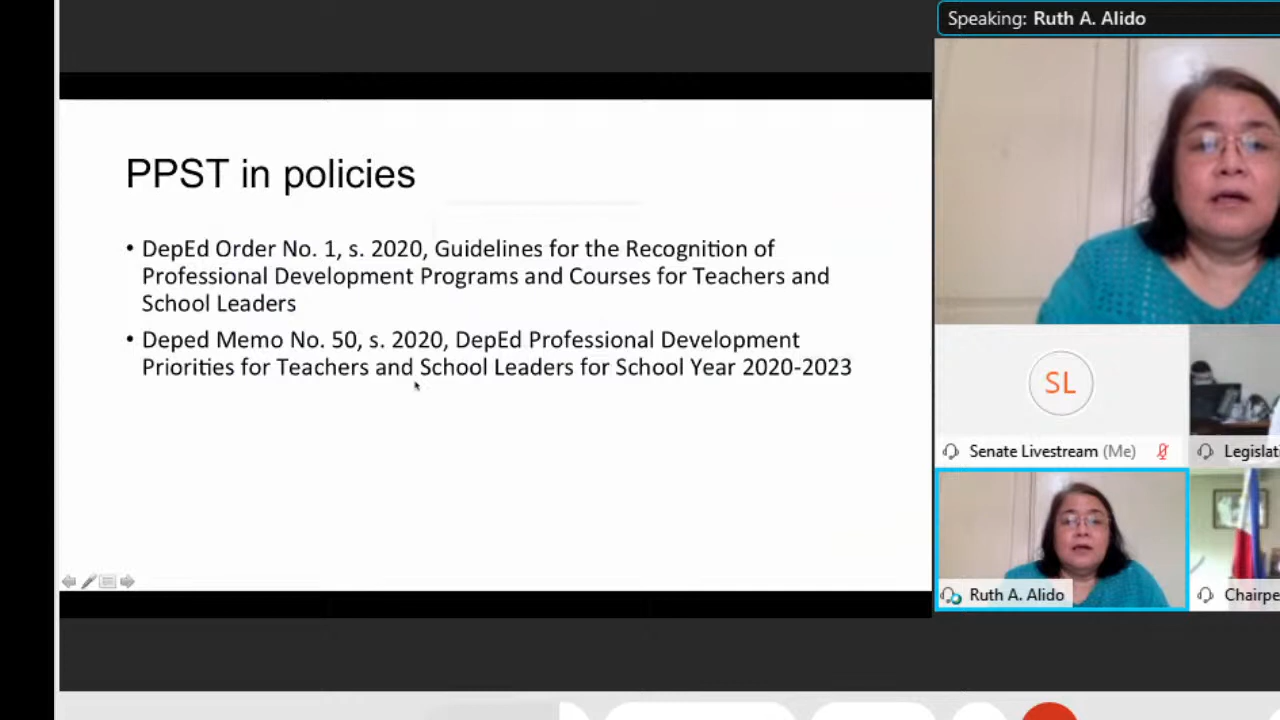 Speaking: Ruth A. Alido
PPST in policies
• DepEd Order No. 1, s. 2020, Guidelines for the Recognition of
Professional Development Programs and Courses for Teachers and
School Leaders
• Deped Memo No. 50, s. 2020, DepEd Professional Development
Priorities for Teachers and School Leaders for School Year 2020-2023
SL
Senate Livestream (Me)
Legislati
Ruth A. Alido
Chairpe